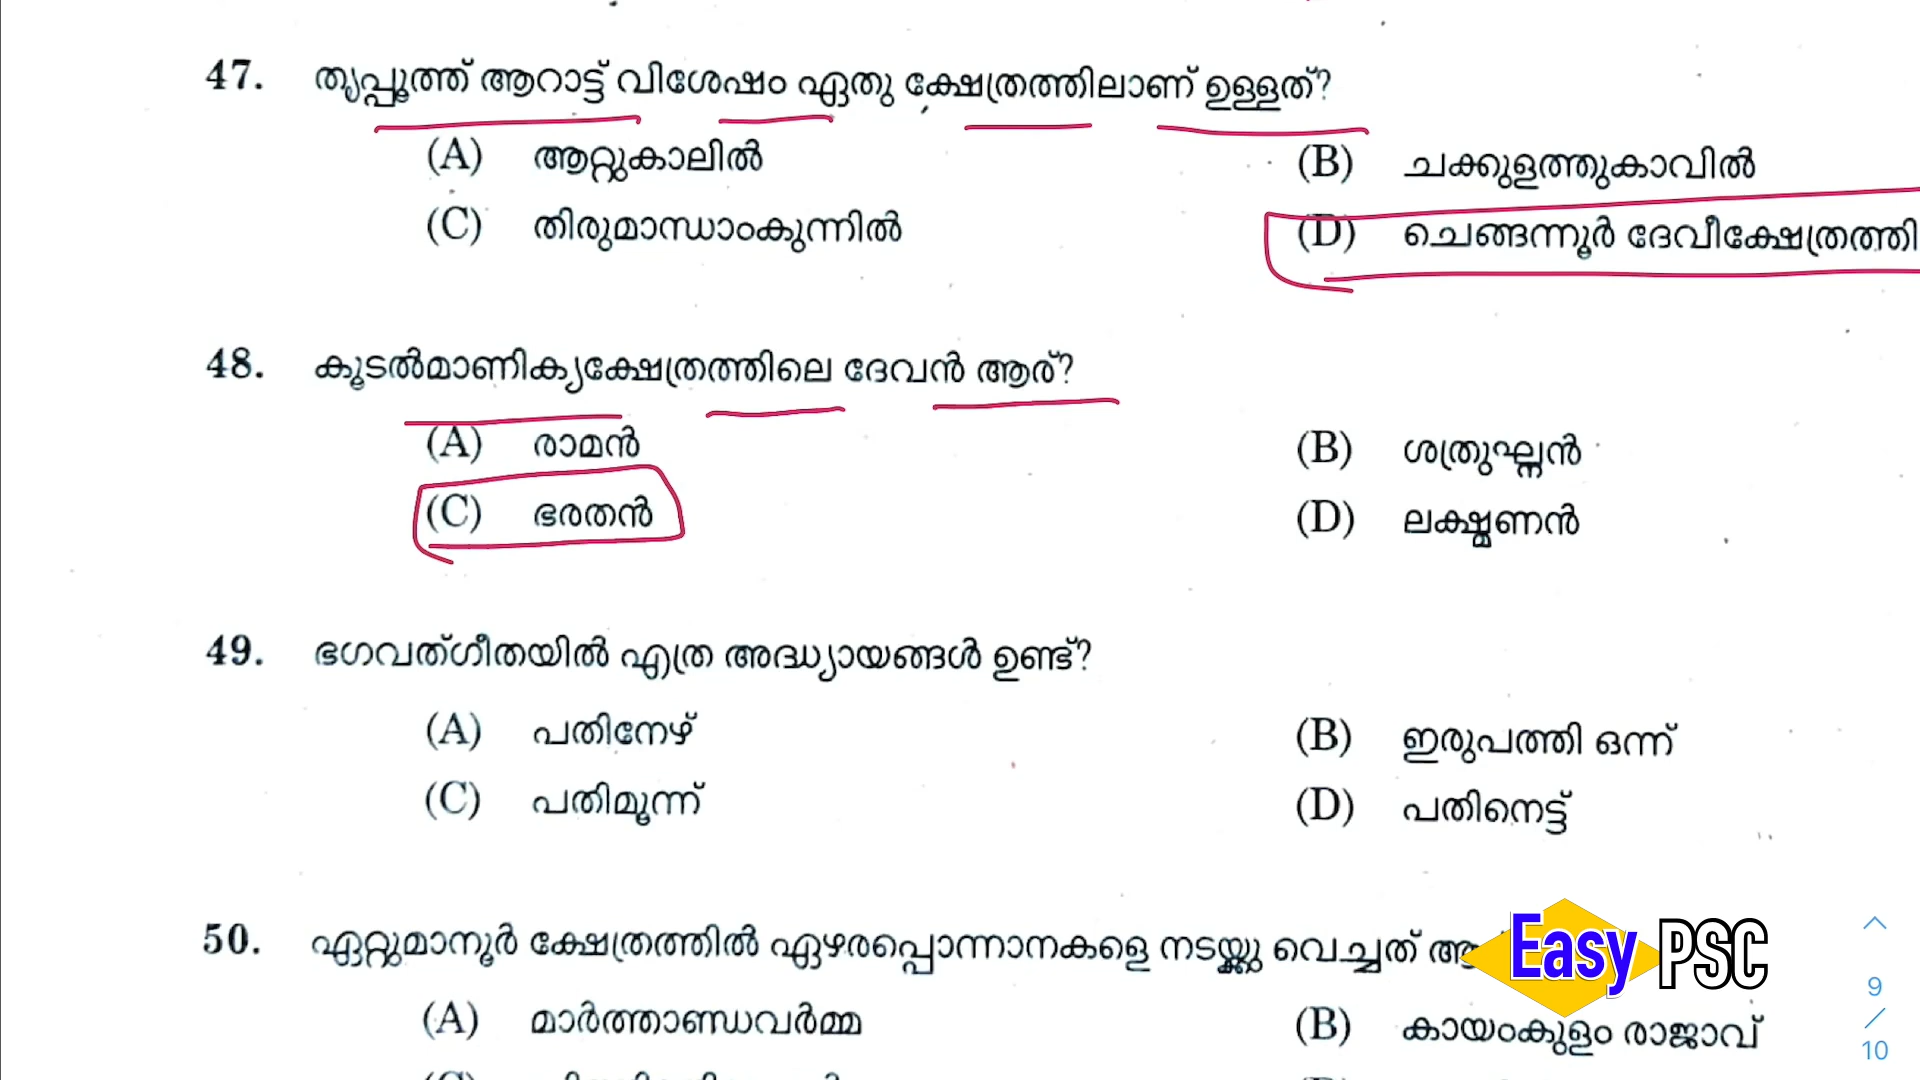 47. തൃപ്പൂത്ത് ആറാട്ട് വിശേഷം ഏതു ക്ഷേത്രത്തിലാണ് ഉള്ളത്?
(A) ആറ്റുകാലിൽ (B) ചക്കുളത്തുകാവിൽ
(C) തിരുമാന്ധാംകുന്നിൽ (D) ചെങ്ങന്നൂർ ദേവീക്ഷേത്രത്തി
48. കൂടൽമാണിക്യക്ഷേത്രത്തിലെ ദേവൻ ആര്?
(A) രാമൻ (B) ശത്രുഘ്നൻ
(C) ഭരതൻ (D) ലക്ഷ്മണൻ
49. ഭഗവത്ഗീതയിൽ എത്ര അദ്ധ്യായങ്ങൾ ഉണ്ട്?
(A) പതിനേഴ് (B) ഇരുപത്തി ഒന്ന്
(C) പതിമൂന്ന് (D) പതിനെട്ട്
50. ഏറ്റുമാനൂർ ക്ഷേത്രത്തിൽ ഏഴരപ്പൊന്നാനകളെ നടയ്ക്കു വെച്ചത്
Easy PSC
(A) മാർത്താണ്ഡവർമ്മ (B) കായംകുളം രാജാവ്
9
/
10